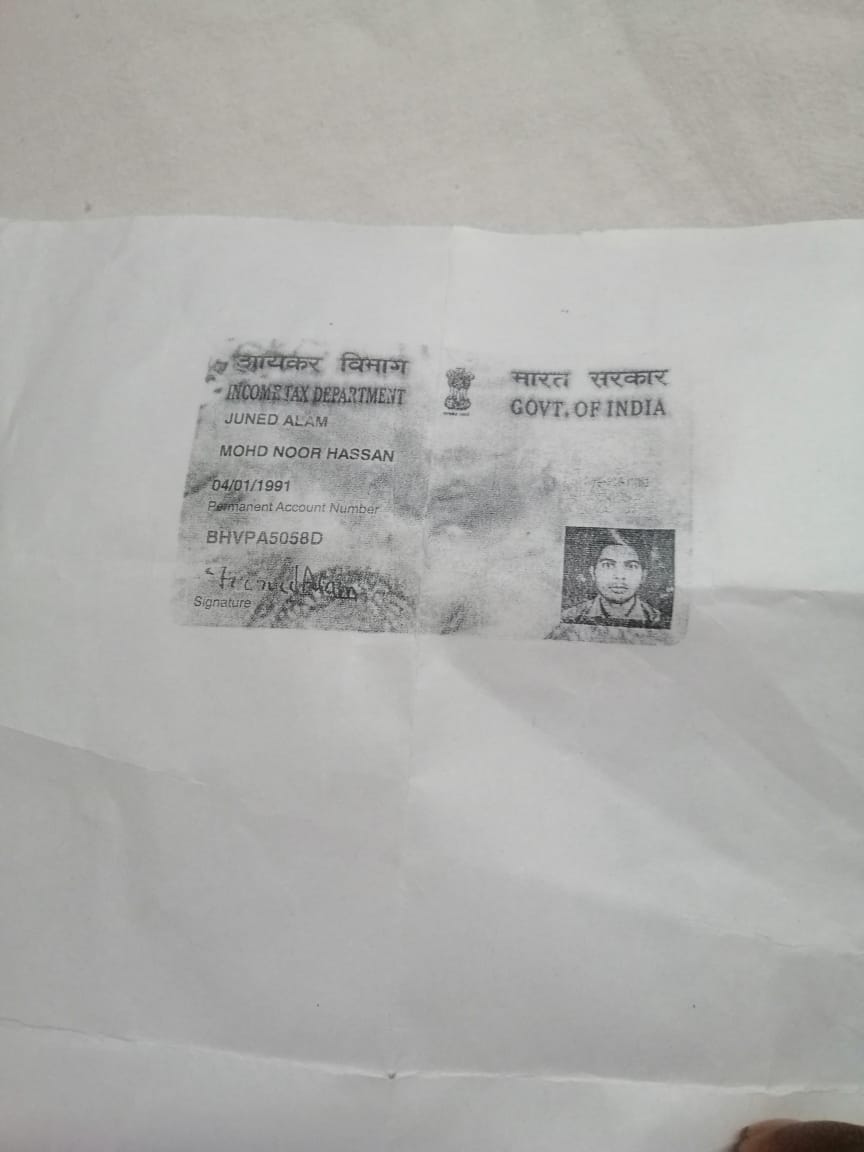 आयकर विभाग
INCOME TAX DEPARTMENT
भारत सरकार
GOVT. OF INDIA
JUNED ALAM
MOHD NOOR HASSAN
04/01/1991
Permanent Account Number
BHVPA5058D
Signature